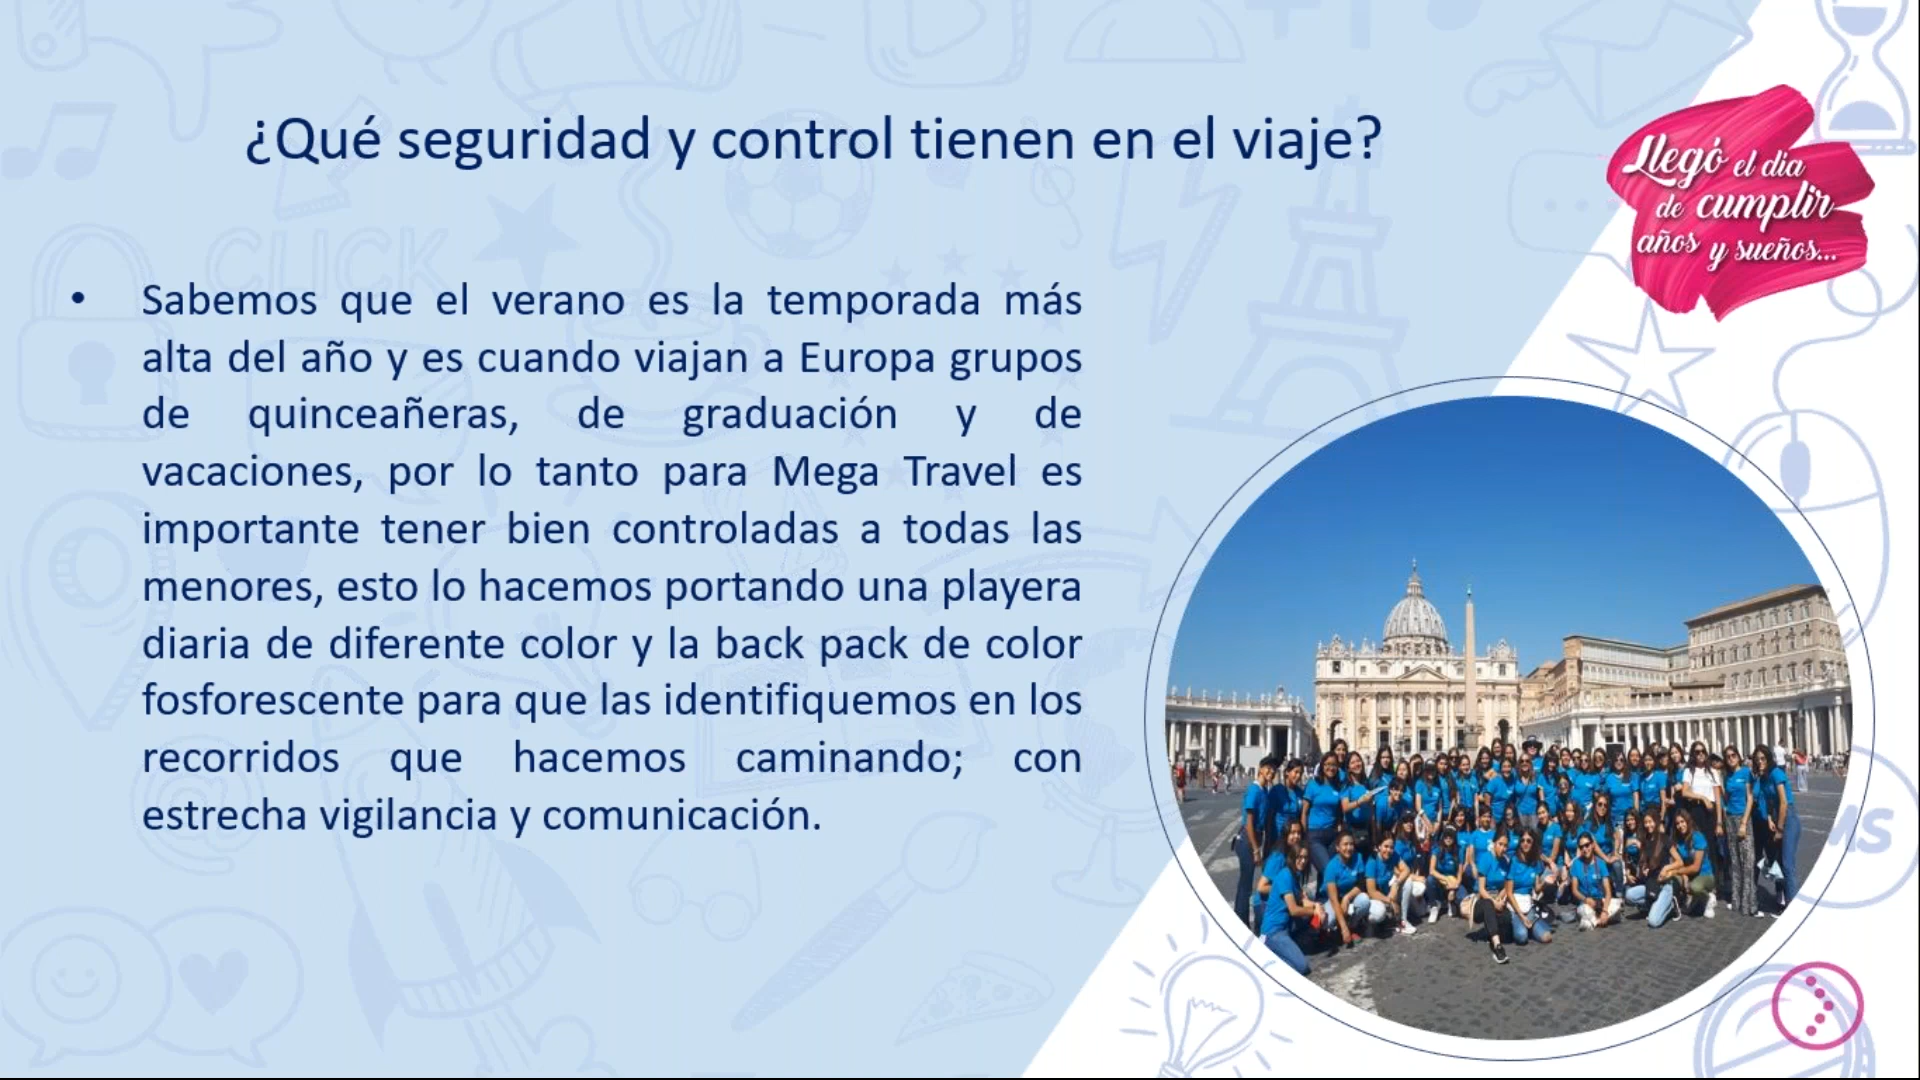 ¿Qué seguridad y control tienen en el viaje?
Llegó el día
de cumplir
años y sueños...
CLICK
• Sabemos que el verano es la temporada más
alta del año y es cuando viajan a Europa grupos
de quinceañeras, de graduación y de
vacaciones, por lo tanto para Mega Travel es
importante tener bien controladas a todas las
menores, esto lo hacemos portando una playera
diaria de diferente color y la back pack de color
fosforescente para que las identifiquemos en los
recorridos que hacemos caminando; con
estrecha vigilancia y comunicación.